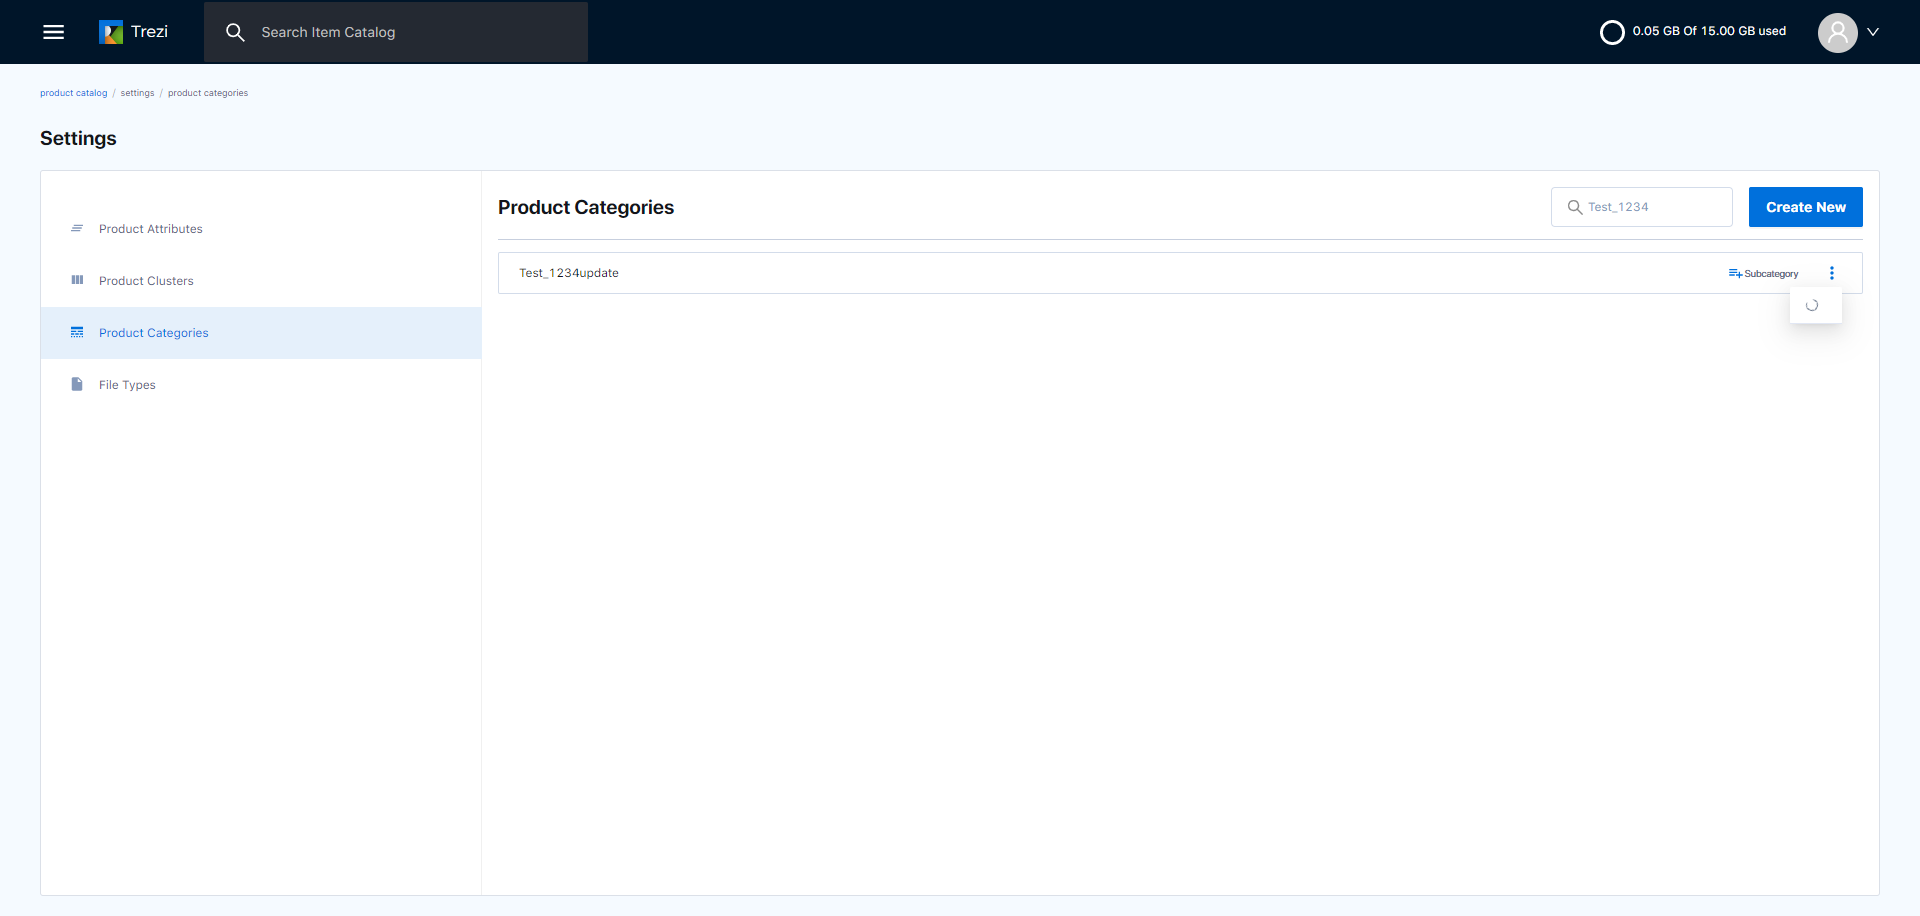 Trezi
Search Item Catalog
0.05 GB Of 15.00 GB used
product catalog / settings / product categories
Settings
Product Attributes
Product Clusters
Product Categories
File Types
Product Categories
Test_1234
Create New
Test_1234update
Subcategory